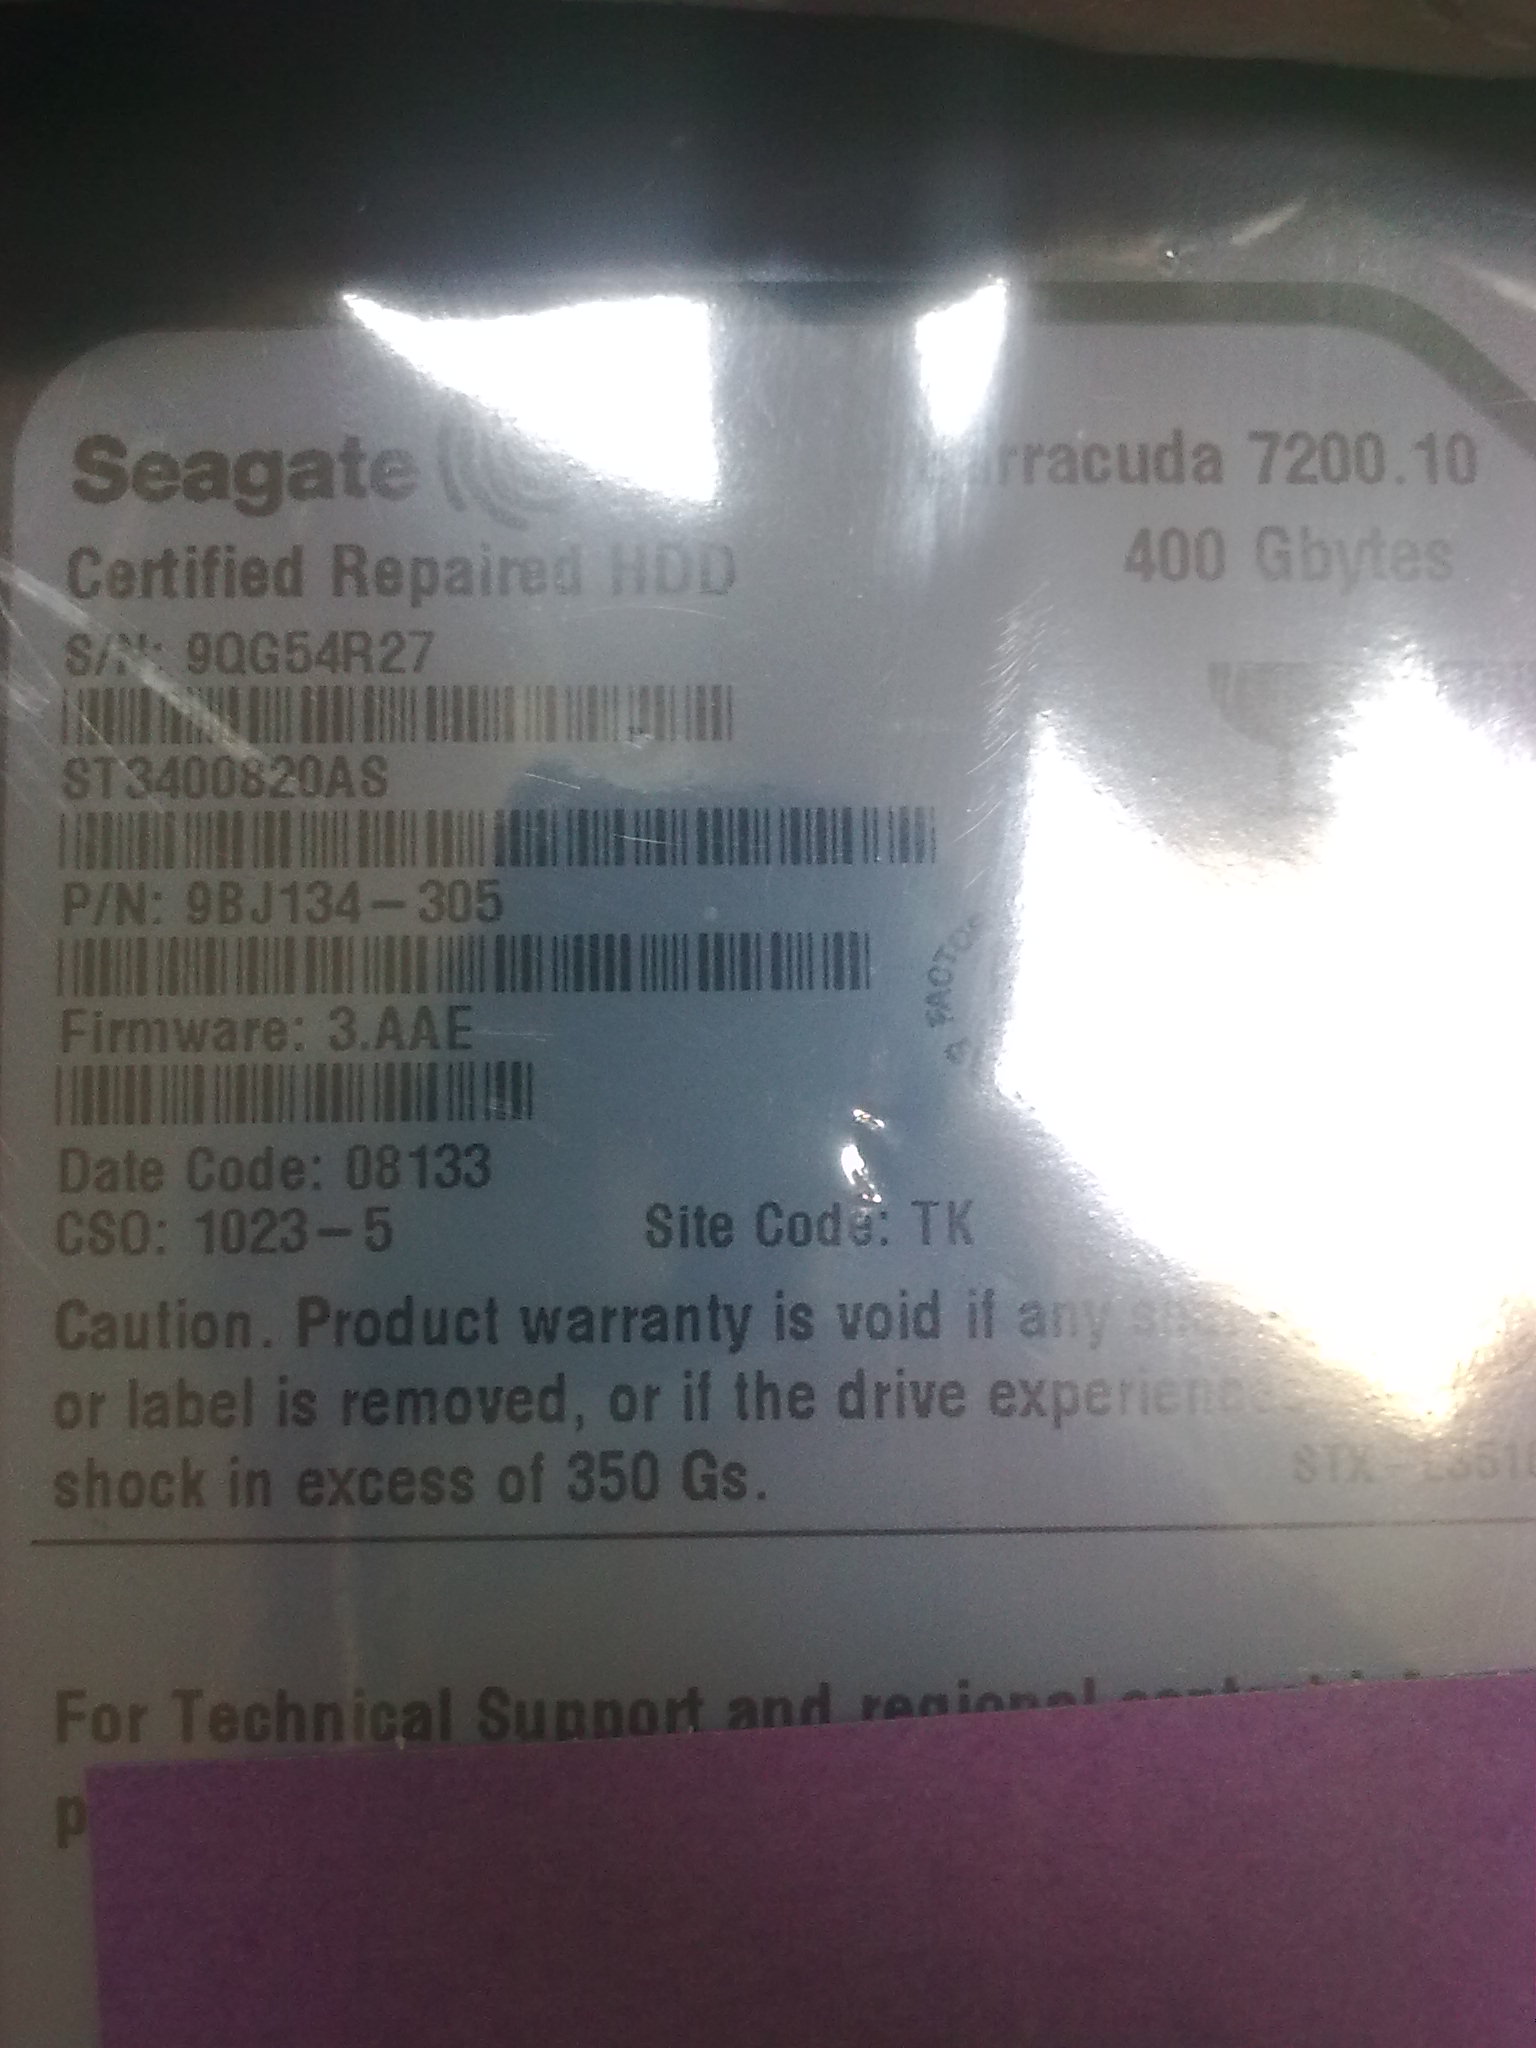 Seagate
Barracuda 7200.10
400 Gbytes
Certified Repaired HDD
S/N: 9QG54R27
ST3400820AS
P/N: 9BJ134-305
Firmware: 3.AAE
Date Code: 08133
CSO: 1023-5
Site Code: TK
Caution. Product warranty is void if any
or label is removed, or if the drive
shock in excess of 350 Gs.
For Technical Support and regional